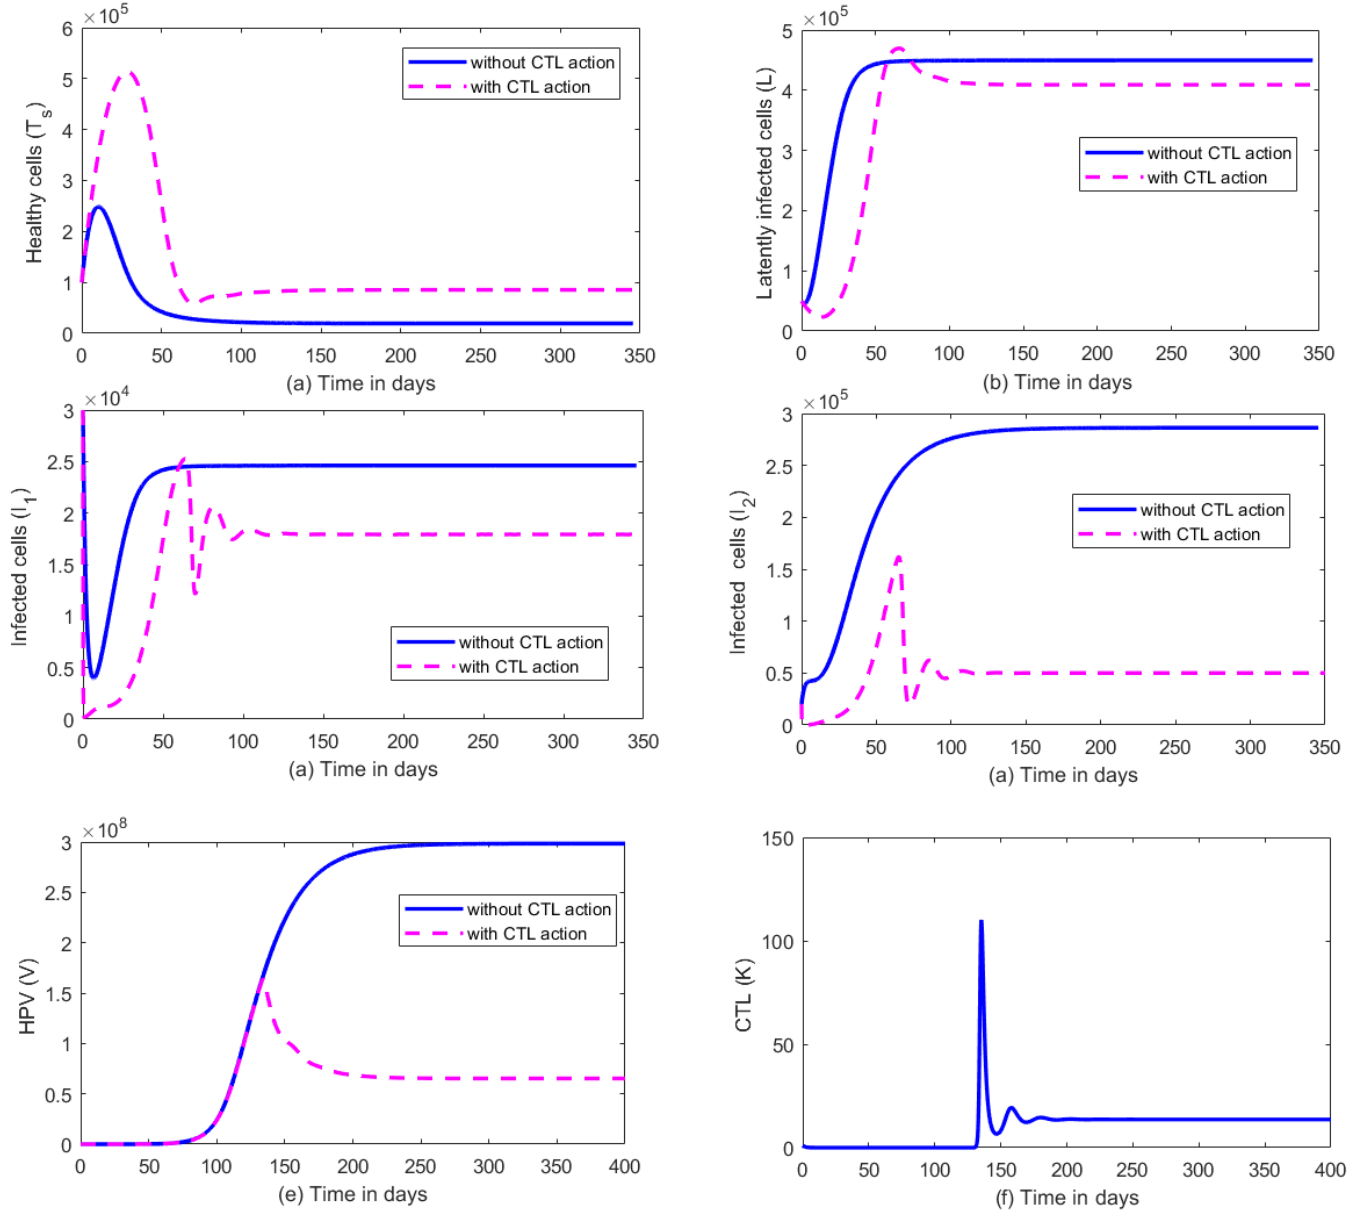 ×10^5
6
5
4
3
2
1
0
Healthy cells (T_s)
without CTL action
with CTL action
0 50 100 150 200 250 300 350
(a) Time in days
×10^5
5
4
3
2
1
0
Latently infected cells (L)
without CTL action
with CTL action
0 50 100 150 200 250 300 350
(b) Time in days
×10^4
3
2.5
2
1.5
1
0.5
0
Infected cells (I_1)
without CTL action
with CTL action
0 50 100 150 200 250 300 350
(a) Time in days
×10^5
3
2.5
2
1.5
1
0.5
0
Infected cells (I_2)
without CTL action
with CTL action
0 50 100 150 200 250 300 350
(a) Time in days
×10^8
3
2.5
2
1.5
1
0.5
0
HPV (V)
without CTL action
with CTL action
0 50 100 150 200 250 300 350 400
(e) Time in days
150
100
50
0
CTL (K)
0 50 100 150 200 250 300 350 400
(f) Time in days